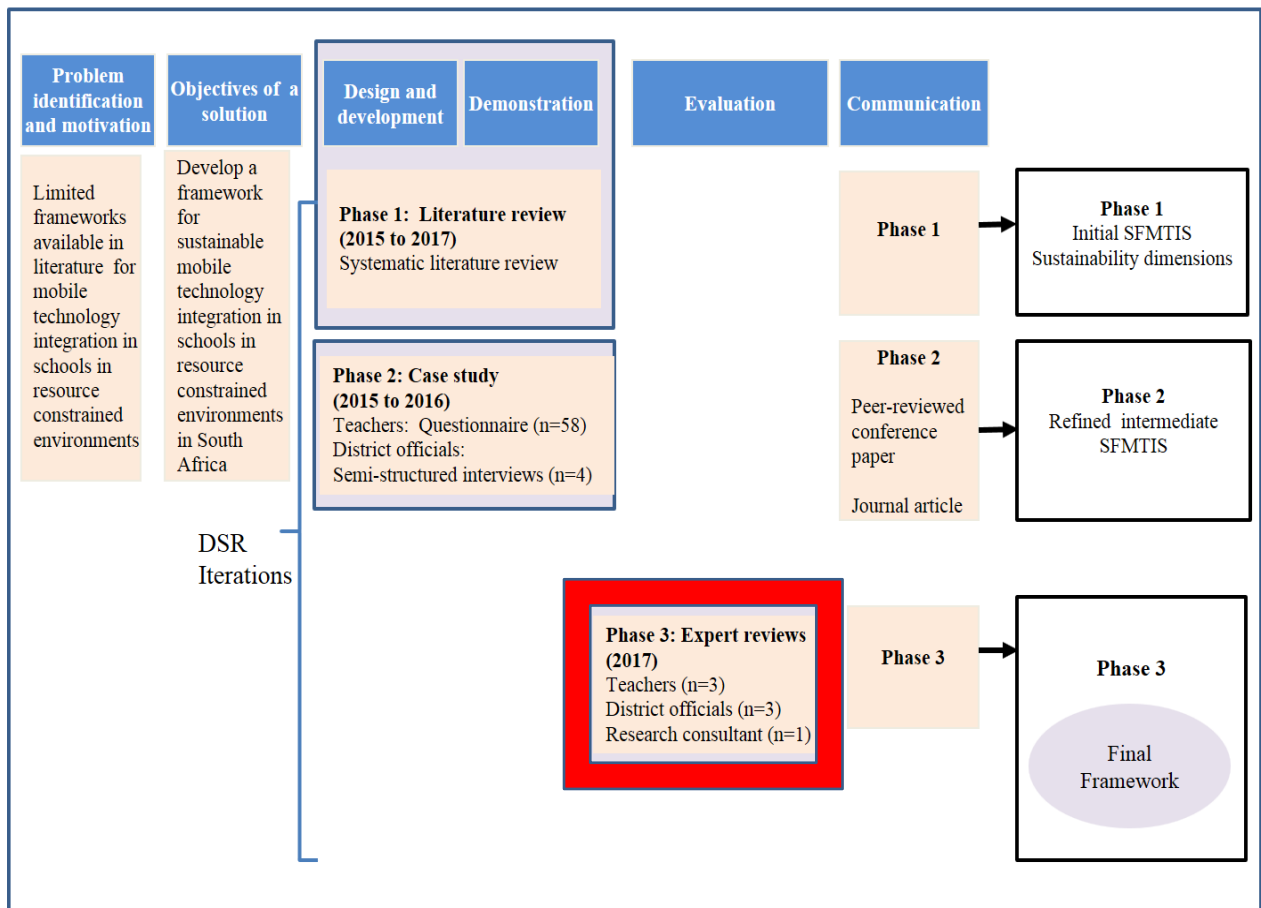 Problem
identification
and motivation
Objectives of a
solution
Design and
development
Demonstration
Evaluation
Communication
Limited
frameworks
available in
literature for
mobile
technology
integration in
schools in
resource
constrained
environments
Develop a
framework
for
sustainable
mobile
technology
integration in
schools in
resource
constrained
environments
in South
Africa
Phase 1: Literature review
(2015 to 2017)
Systematic literature review
Phase 1
Phase 1
Initial SFMTIS
Sustainability dimensions
Phase 2: Case study
(2015 to 2016)
Teachers: Questionnaire (n=58)
District officials:
Semi-structured interviews (n=4)
Phase 2
Peer-reviewed
conference
paper
Journal article
Phase 2
Refined intermediate
SFMTIS
DSR
Iterations
Phase 3: Expert reviews
(2017)
Teachers (n=3)
District officials (n=3)
Research consultant (n=1)
Phase 3
Phase 3
Final
Framework